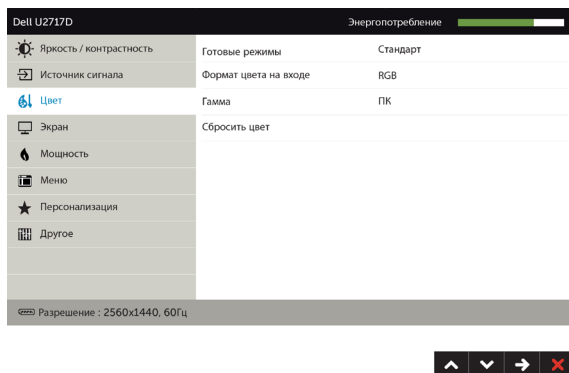 Dell U2717D Энергопотребление
Яркость / контрастность
Готовые режимы Стандарт
Источник сигнала
Формат цвета на входе RGB
Цвет
Гамма ПК
Экран
Сбросить цвет
Мощность
Меню
Персонализация
Другое
Разрешение : 2560x1440, 60Гц